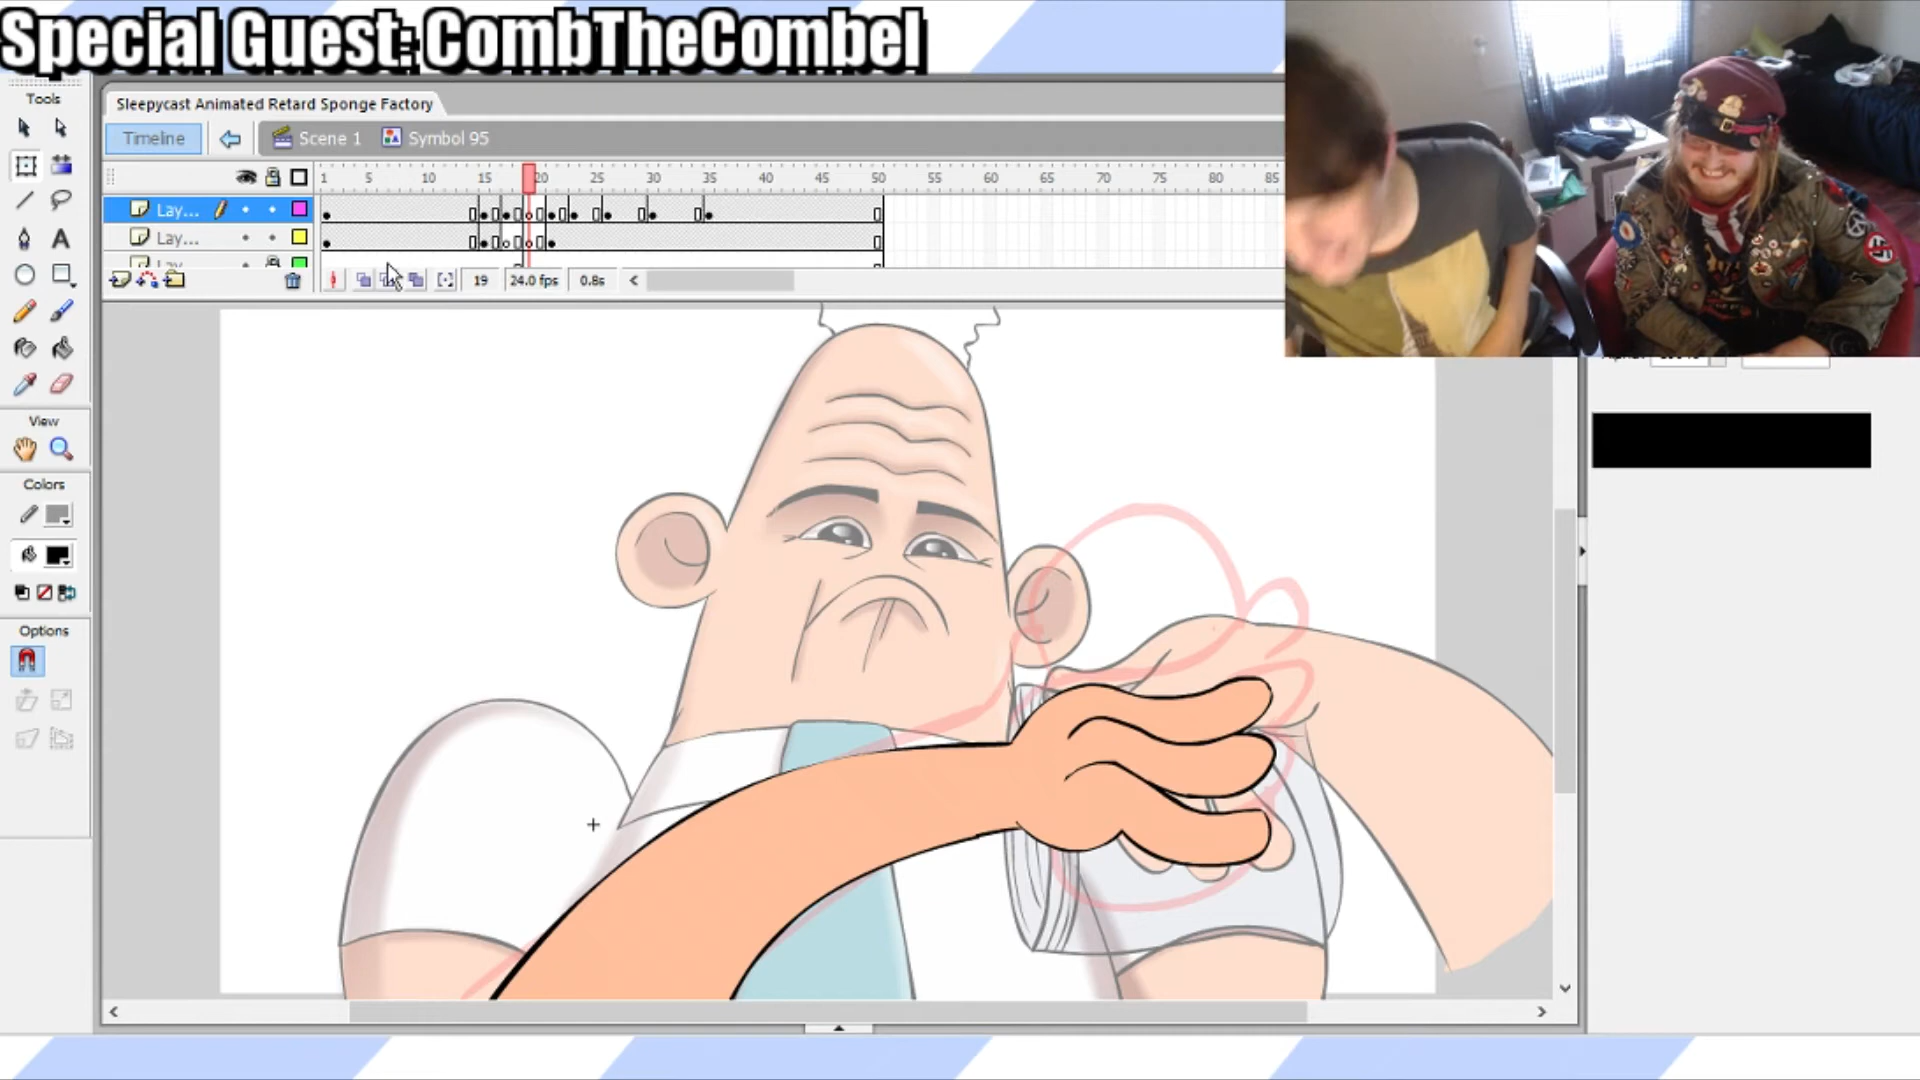 Special Guest: CombTheCombel
Tools
Sleepycast Animated Retard Sponge Factory
Timeline
Scene 1
Symbol 95
1 5 10 15 20 25 30 35 40 45 50 55 60 65 70 75 80 85
Lay...
Lay...
19 24.0 fps 0.8s
View
Colors
Options